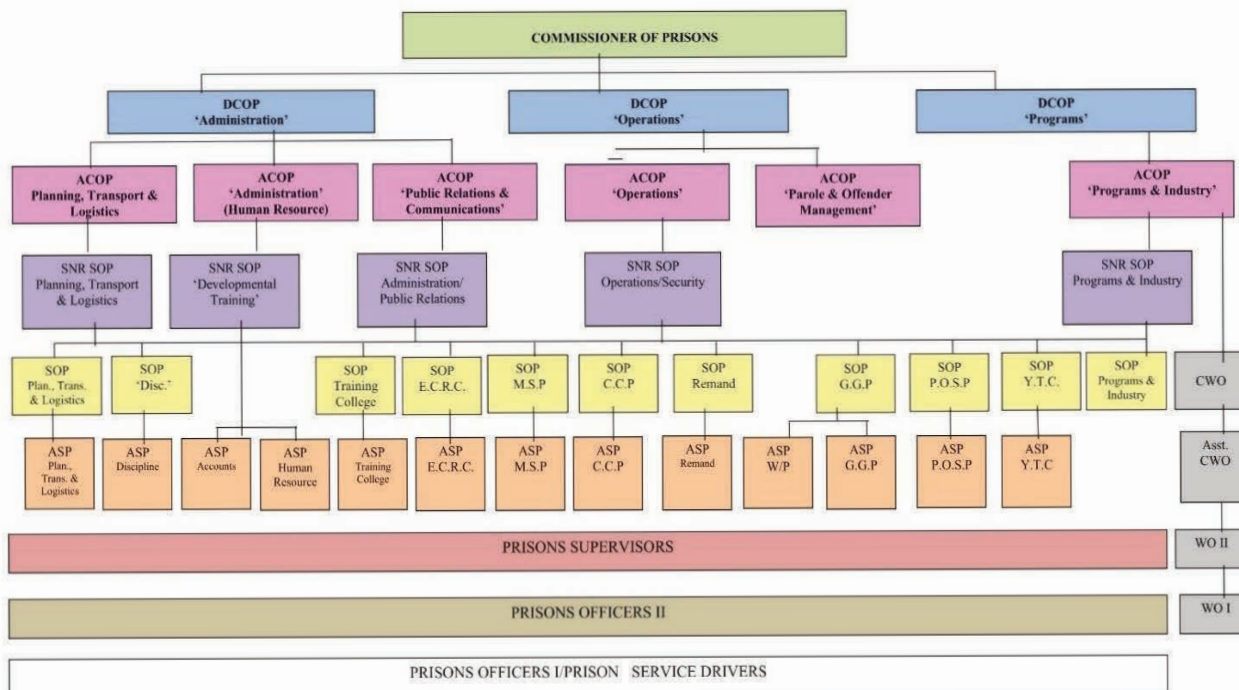 COMMISSIONER OF PRISONS
DCOP
'Administration'
DCOP
'Operations'
DCOP
'Programs'
ACOP
Planning, Transport &
Logistics
ACOP
'Administration'
(Human Resource)
ACOP
'Public Relations &
Communications'
ACOP
'Operations'
ACOP
'Parole & Offender
Management'
ACOP
'Programs & Industry'
SNR SOP
Planning, Transport
& Logistics
SNR SOP
'Developmental
Training'
SNR SOP
Administration/
Public Relations
SNR SOP
Operations/Security
SNR SOP
Programs & Industry
SOP
Plan., Trans.
& Logistics
SOP
'Disc.'
SOP
Training
College
SOP
E.C.R.C.
SOP
M.S.P
SOP
C.C.P
SOP
Remand
SOP
G.G.P
SOP
P.O.S.P
SOP
Y.T.C.
SOP
Programs &
Industry
CWO
ASP
Plan.,
Trans. &
Logistics
ASP
Discipline
ASP
Accounts
ASP
Human
Resource
ASP
Training
College
ASP
E.C.R.C.
ASP
M.S.P
ASP
C.C.P
ASP
Remand
ASP
W/P
ASP
G.G.P
ASP
P.O.S.P
ASP
Y.T.C
Asst.
CWO
PRISONS SUPERVISORS
WO II
PRISONS OFFICERS II
WO I
PRISONS OFFICERS I/PRISON SERVICE DRIVERS